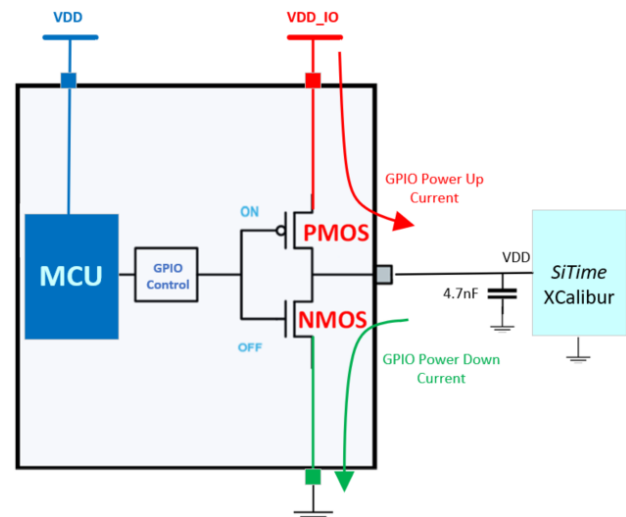 VDD
VDD_IO
GPIO Power Up
Current
ON
PMOS
MCU
GPIO
Control
VDD
SiTime
XCalibur
4.7nF
NMOS
OFF
GPIO Power Down
Current